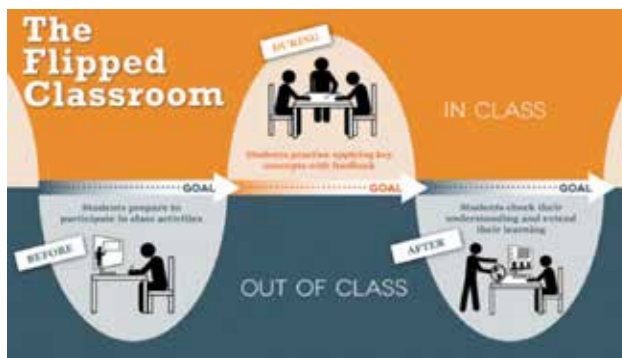 The
Flipped
Classroom
DURING
IN CLASS
Students practice applying key
concepts with feedback
GOAL
GOAL
GOAL
Students prepare to
participate in class activities
BEFORE
Students check their
understanding and extend
their learning
AFTER
OUT OF CLASS